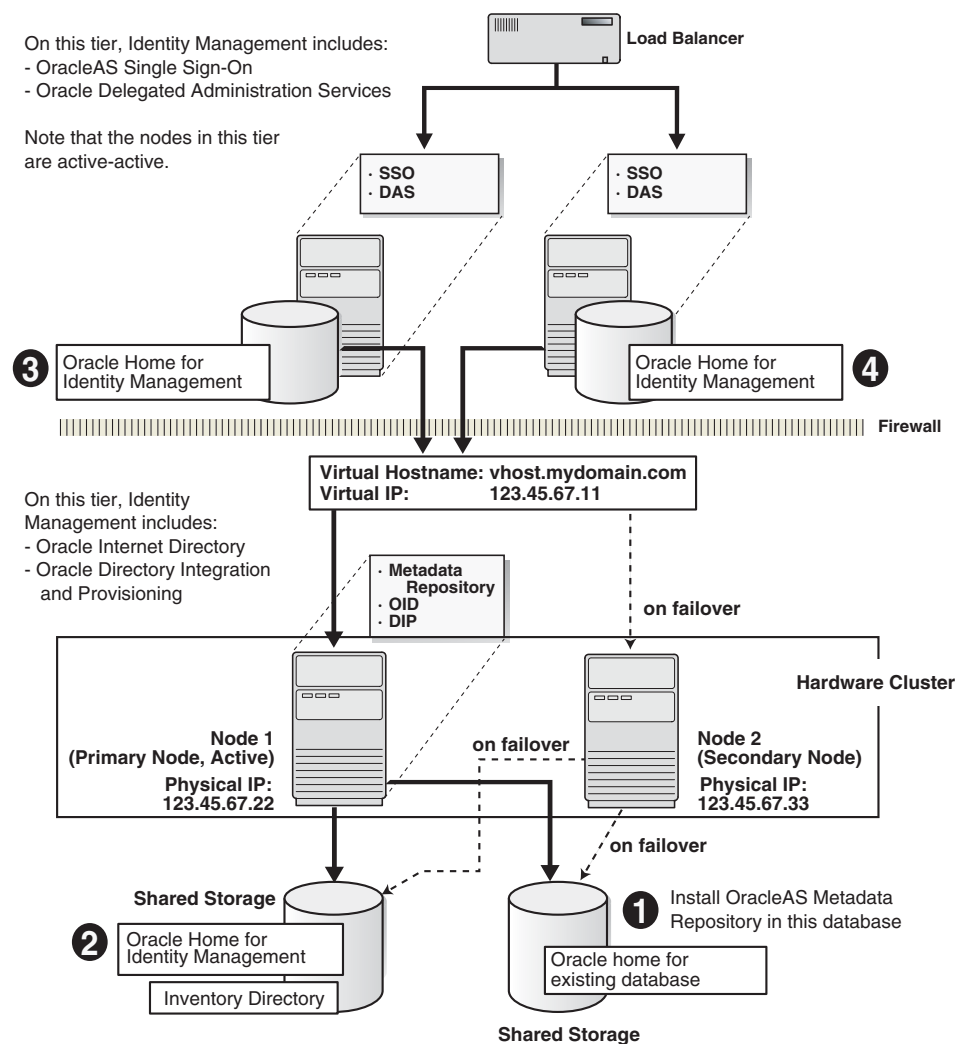 On this tier, Identity Management includes:
- OracleAS Single Sign-On
- Oracle Delegated Administration Services
Note that the nodes in this tier
are active-active.
Load Balancer
· SSO
· DAS
· SSO
· DAS
3
Oracle Home for
Identity Management
Oracle Home for
Identity Management
4
Firewall
Virtual Hostname: vhost.mydomain.com
Virtual IP: 123.45.67.11
On this tier, Identity
Management includes:
- Oracle Internet Directory
- Oracle Directory Integration
and Provisioning
· Metadata
Repository
· OID
· DIP
on failover
Hardware Cluster
Node 1
(Primary Node, Active)
Physical IP:
123.45.67.22
on failover
Node 2
(Secondary Node)
Physical IP:
123.45.67.33
on failover
Shared Storage
2
Oracle Home for
Identity Management
Inventory Directory
1
Install OracleAS Metadata
Repository in this database
Oracle home for
existing database
Shared Storage